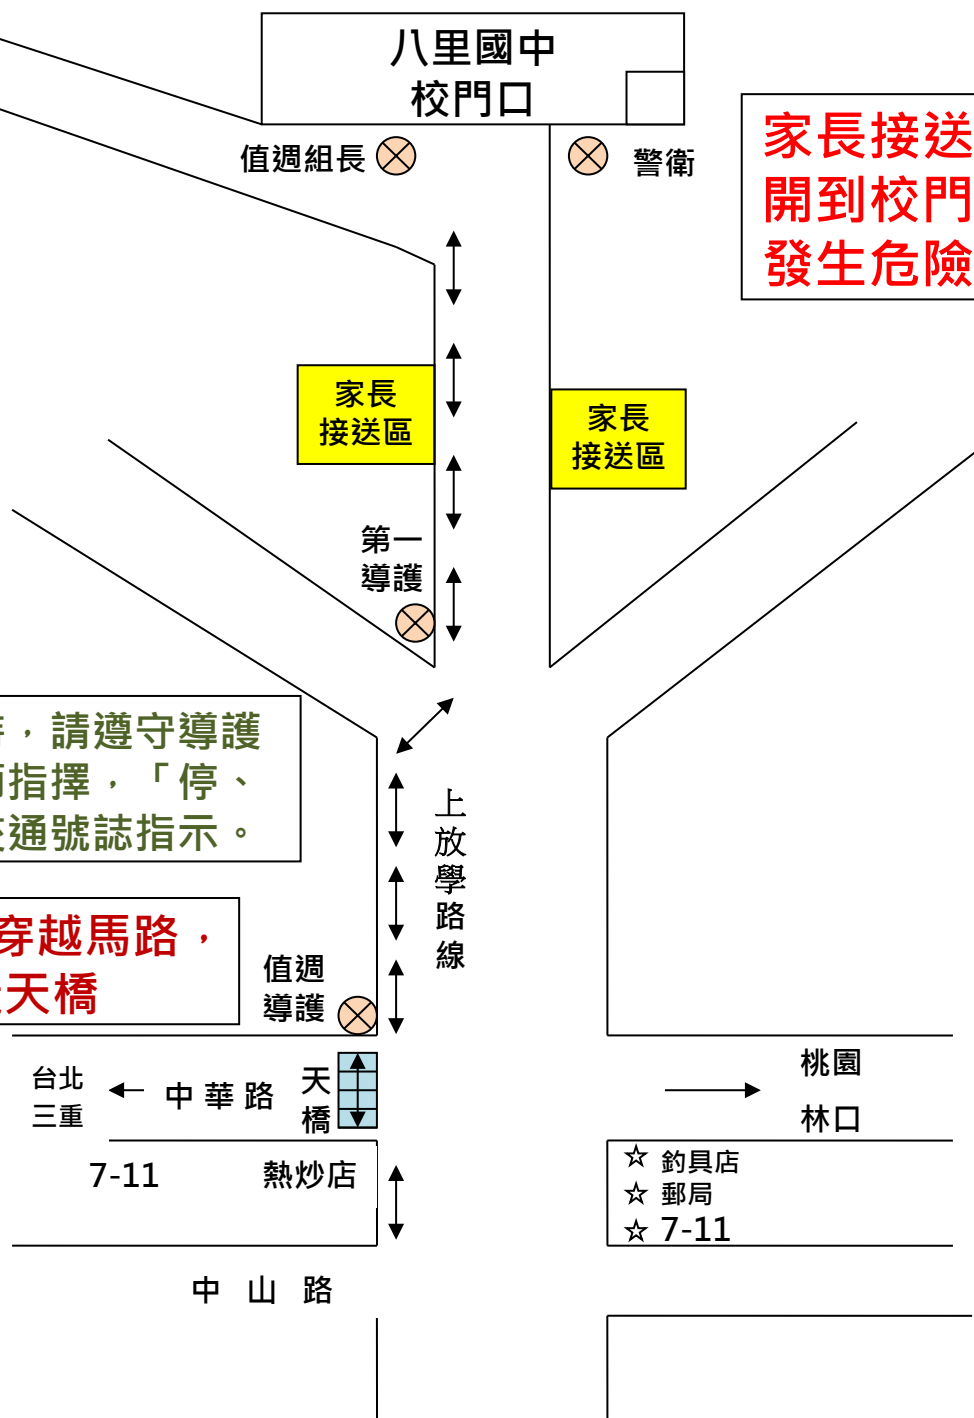 八里國中
校門口
值週組長
警衛
家長接送
開到校門
發生危險
家長
接送區
家長
接送區
第一
導護
，請遵守導護
指揮，「停、
通號誌指示。
上放學路線
穿越馬路，
天橋
值週
導護
台北
三重
中華路
天橋
桃園
林口
7-11
熱炒店
☆ 釣具店
☆ 郵局
☆ 7-11
中山路